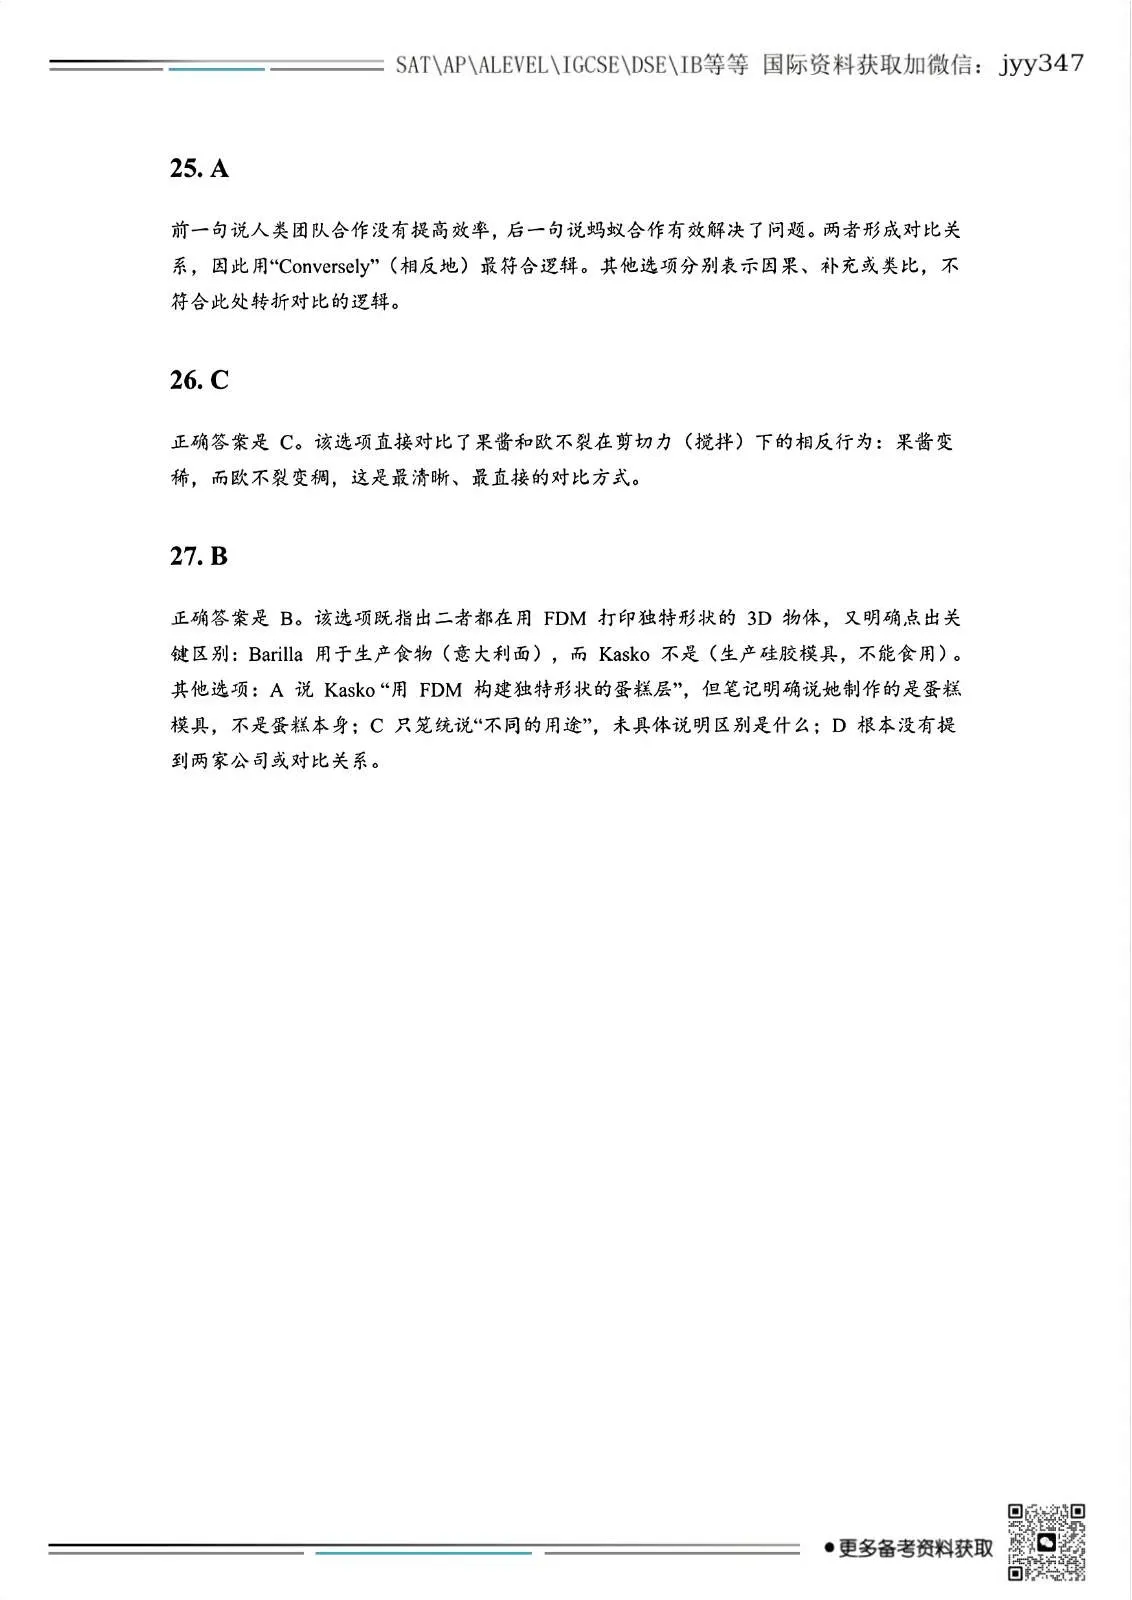 SAT\AP\ALEVEL\IGCSE\DSE\IB等等 国际资料获取加微信：jyy347
25. A
前一句说人类团队合作没有提高效率，后一句说蚂蚁合作有效解决了问题。两者形成对比关
系，因此用“Conversely”（相反地）最符合逻辑。其他选项分别表示因果、补充或类比，不
符合此处转折对比的逻辑。
26. C
正确答案是 C。该选项直接对比了果酱和欧不裂在剪切力（搅拌）下的相反行为：果酱变
稀，而欧不裂变稠，这是最清晰、最直接的对比方式。
27. B
正确答案是 B。该选项既指出二者都在用 FDM 打印独特形状的 3D 物体，又明确点出关
键区别：Barilla 用于生产食物（意大利面），而 Kasko 不是（生产硅胶模具，不能食用）。
其他选项：A 说 Kasko “用 FDM 构建独特形状的蛋糕层”，但笔记明确说她制作的是蛋糕
模具，不是蛋糕本身；C 只笼统说“不同的用途”，未具体说明区别是什么；D 根本没有提
到两家公司或对比关系。
●更多备考资料获取